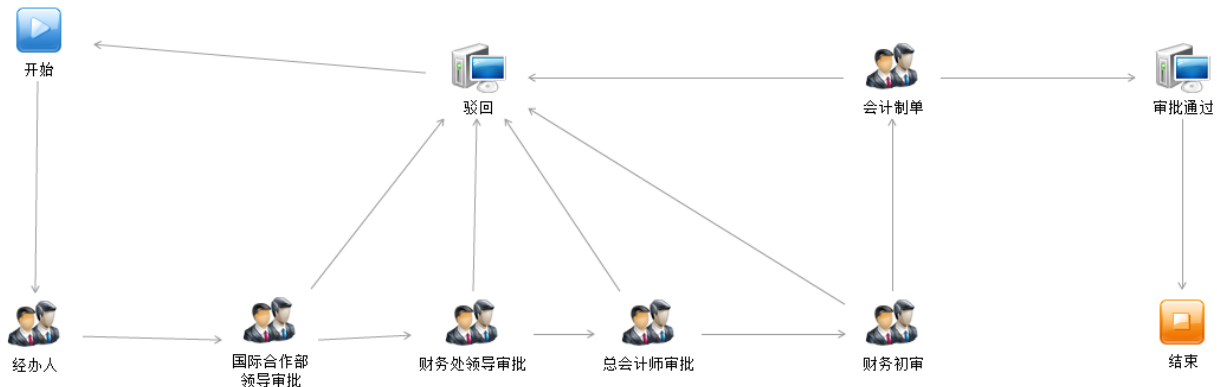 开始
驳回
会计制单
审批通过
经办人
国际合作部
领导审批
财务处领导审批
总会计师审批
财务初审
结束